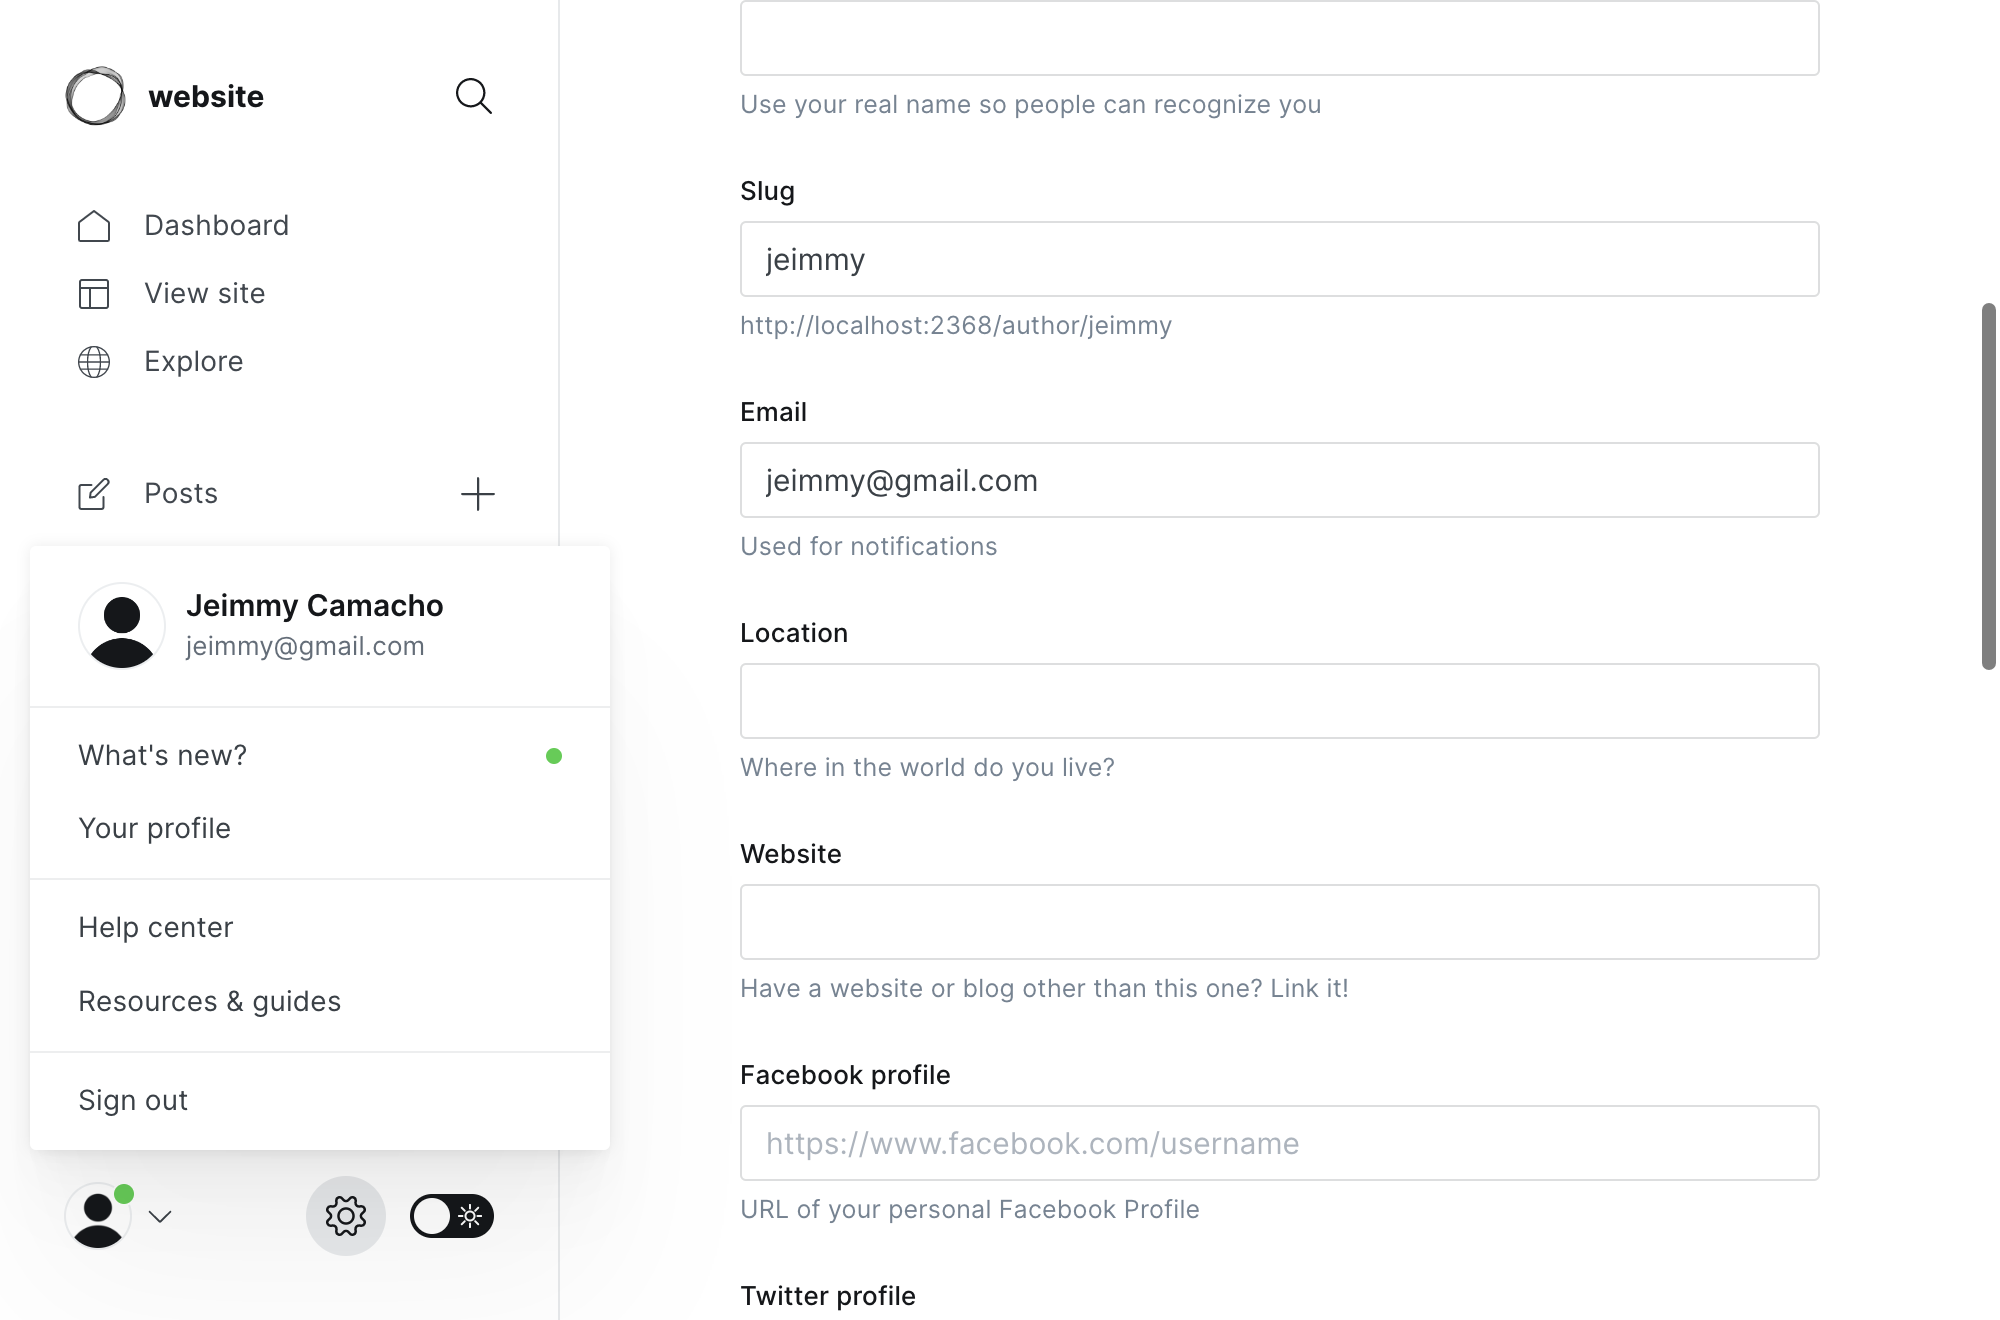 website
Dashboard
View site
Explore
Posts
Jeimmy Camacho
jeimmy@gmail.com
What's new?
Your profile
Help center
Resources & guides
Sign out
Use your real name so people can recognize you
Slug
jeimmy
http://localhost:2368/author/jeimmy
Email
jeimmy@gmail.com
Used for notifications
Location
Where in the world do you live?
Website
Have a website or blog other than this one? Link it!
Facebook profile
https://www.facebook.com/username
URL of your personal Facebook Profile
Twitter profile